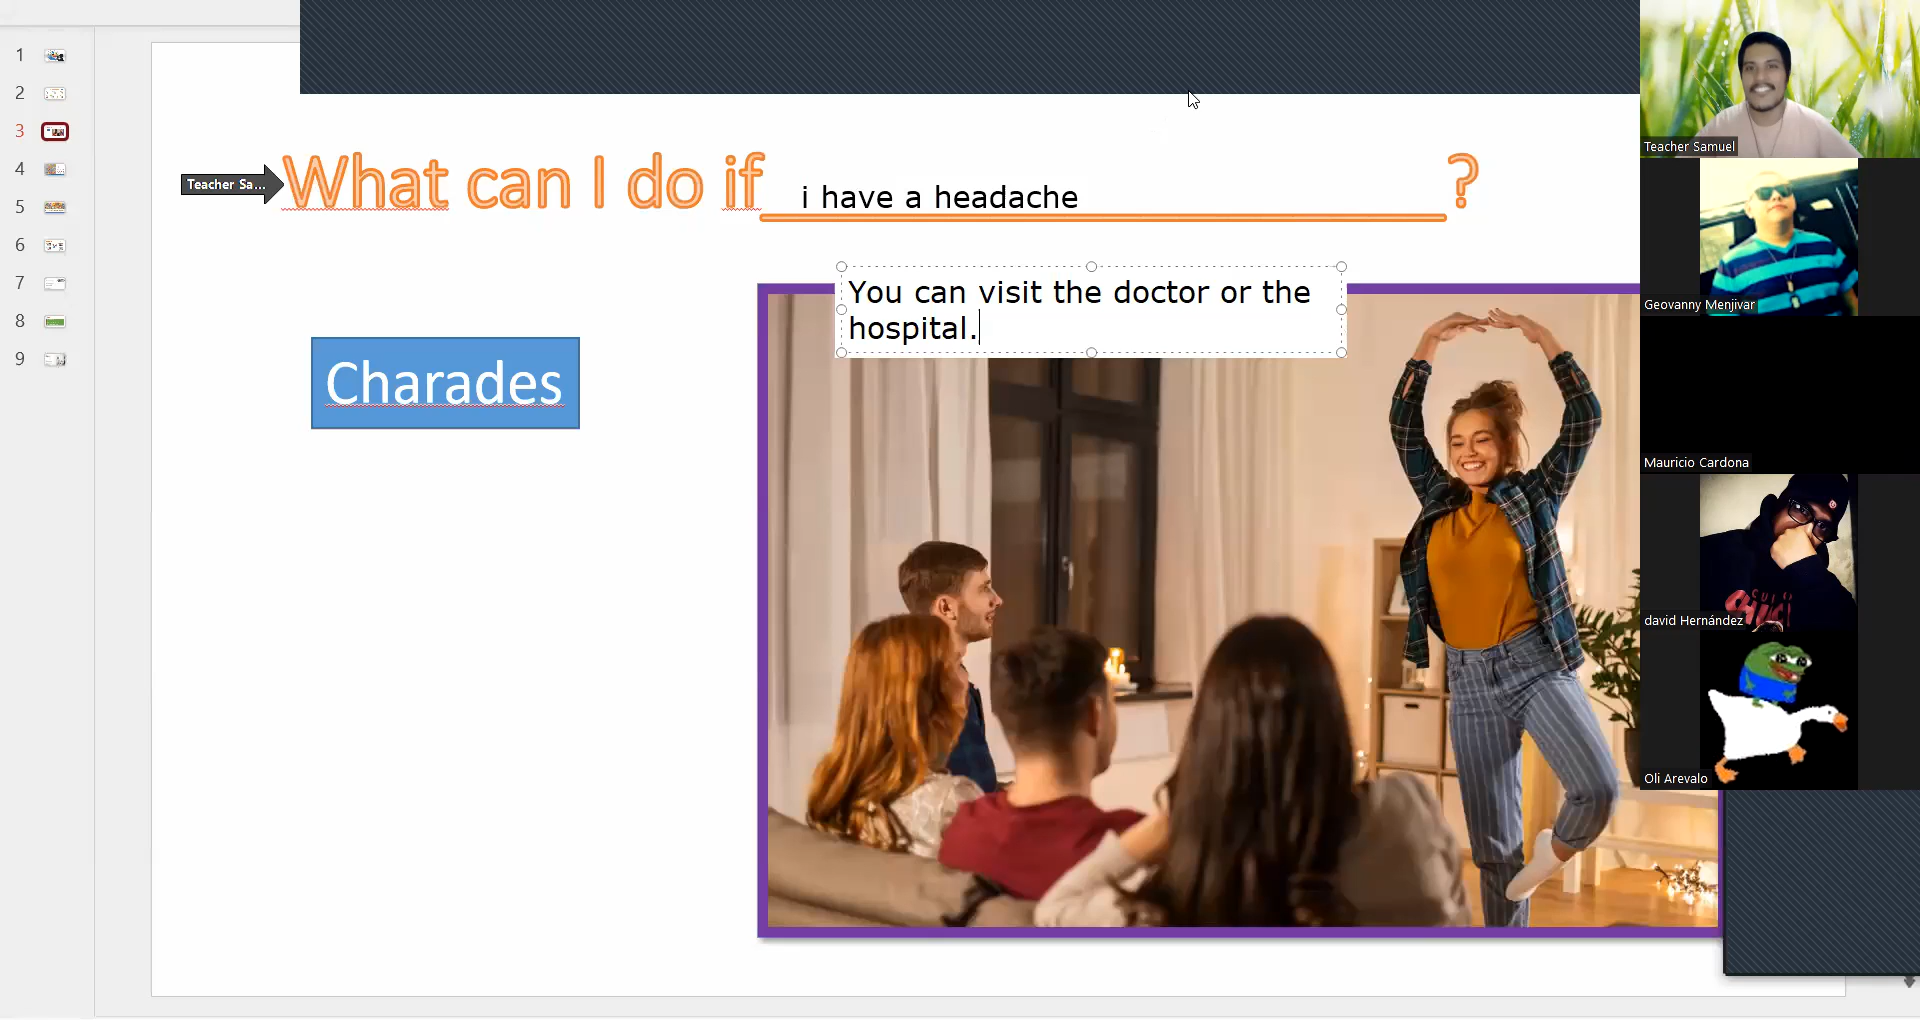 1
2
3
4
5
6
7
8
9
Teacher Sa...
What can I do if i have a headache ?
You can visit the doctor or the
hospital.
Charades
Teacher Samuel
Geovanny Menjivar
Mauricio Cardona
david Hernández
Oli Arevalo